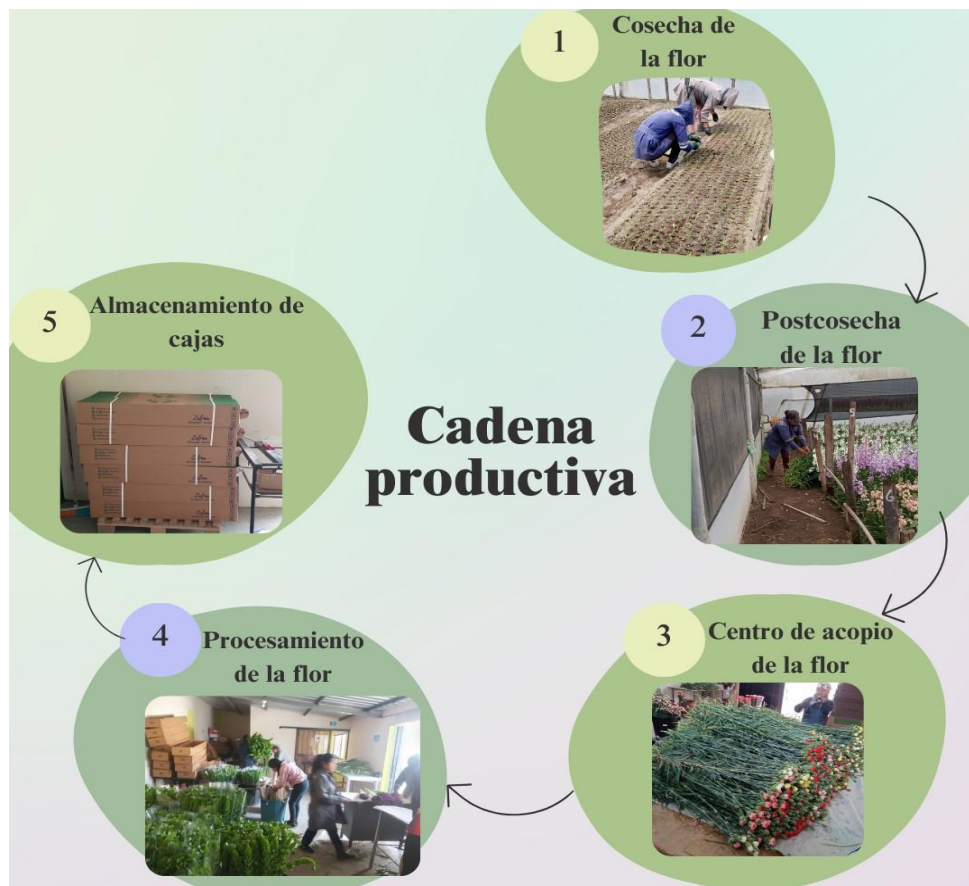 1
Cosecha de
la flor
2
Postcosecha
de la flor
3
Centro de acopio
de la flor
4
Procesamiento
de la flor
5
Almacenamiento de
cajas
Cadena
productiva